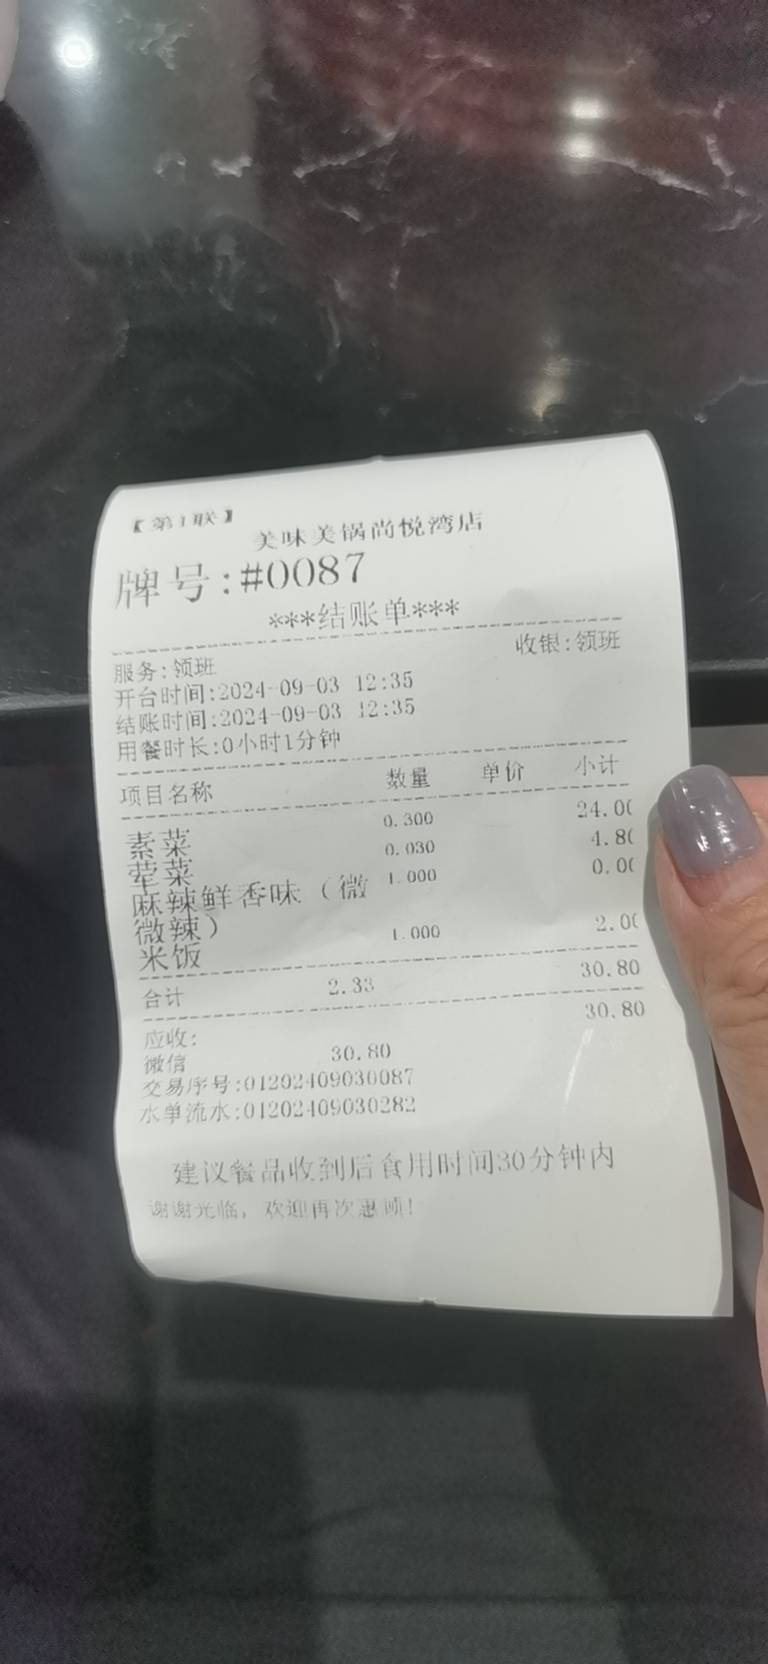 【第1联】
美味美锅尚悦湾店
牌号:#0087
***结账单***
服务:领班 收银:领班
开台时间:2024-09-03 12:35
结账时间:2024-09-03 12:35
用餐时长:0小时1分钟
项目名称 数量 单价 小计
素菜 0.300 24.00
荤菜 0.030 4.80
麻辣鲜香味（微 1.000 0.00
微辣）
米饭 1.000 2.00
合计 2.33 30.80
应收: 30.80
微信 30.80
交易序号:01202409030087
水单流水:01202409030282
建议餐品收到后食用时间30分钟内
谢谢光临，欢迎再次惠顾!